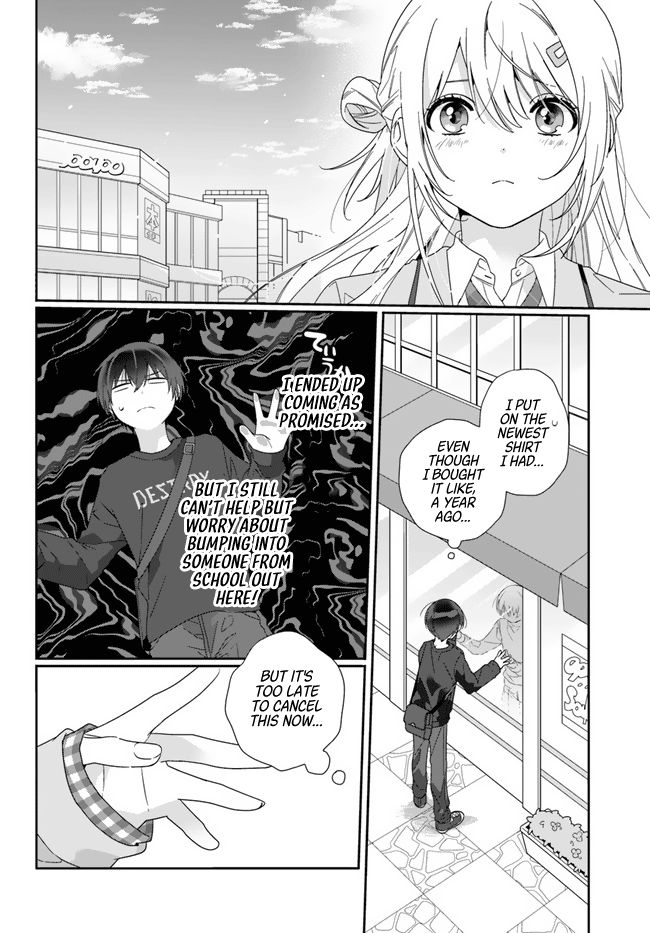 本
I PUT
ON THE
NEWEST
SHIRT
I HAD...
EVEN
THOUGH
I BOUGHT
IT LIKE,
A YEAR
AGO...
I ENDED UP
COMING AS
PROMISED...
DESTROY
BUT I STILL
CAN'T HELP BUT
WORRY ABOUT
BUMPING INTO
SOMEONE FROM
SCHOOL OUT
HERE!
BUT IT'S
TOO LATE
TO CANCEL
THIS NOW...